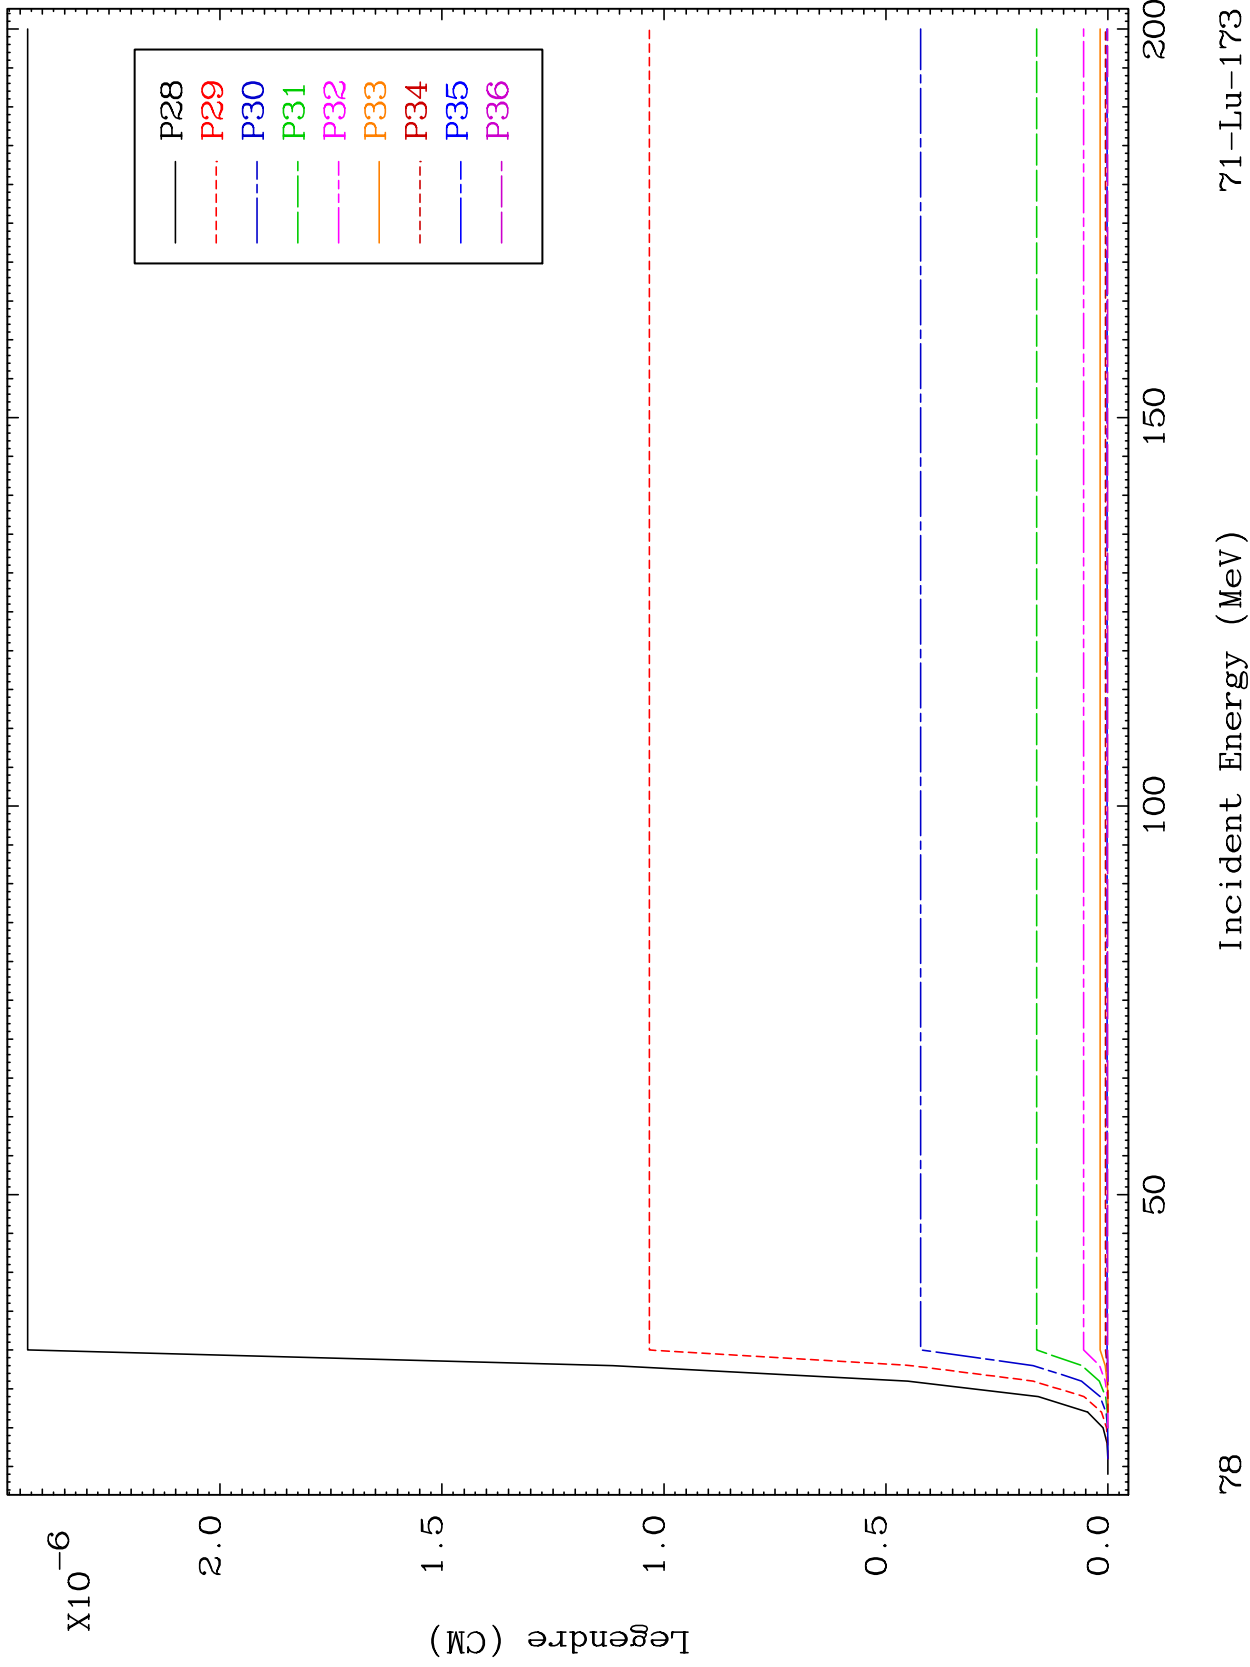 X10-6
2.0
1.5
1.0
0.5
0.0
Legendre (CM)
P28
P29
P30
P31
P32
P33
P34
P35
P36
50
100
150
200
Incident Energy (MeV)
78
71-Lu-173